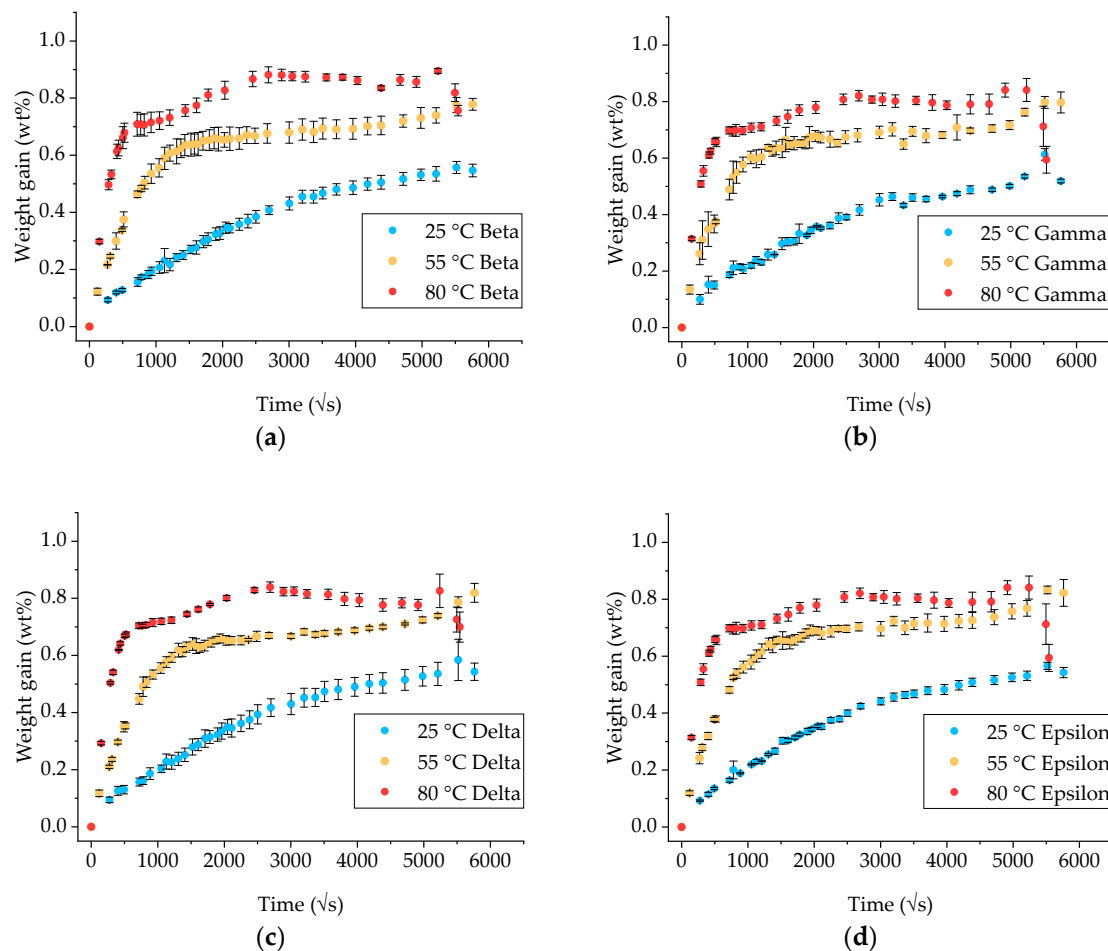 1.0
0.8
0.6
0.4
0.2
0.0
Weight gain (wt%)
25 °C Beta
55 °C Beta
80 °C Beta
0 1000 2000 3000 4000 5000 6000
Time (√s)
(a)
1.0
0.8
0.6
0.4
0.2
0.0
Weight gain (wt%)
25 °C Gamma
55 °C Gamma
80 °C Gamma
0 1000 2000 3000 4000 5000 6000
Time (√s)
(b)
1.0
0.8
0.6
0.4
0.2
0.0
Weight gain (wt%)
25 °C Delta
55 °C Delta
80 °C Delta
0 1000 2000 3000 4000 5000 6000
Time (√s)
(c)
1.0
0.8
0.6
0.4
0.2
0.0
Weight gain (wt%)
25 °C Epsilon
55 °C Epsilon
80 °C Epsilon
0 1000 2000 3000 4000 5000 6000
Time (√s)
(d)